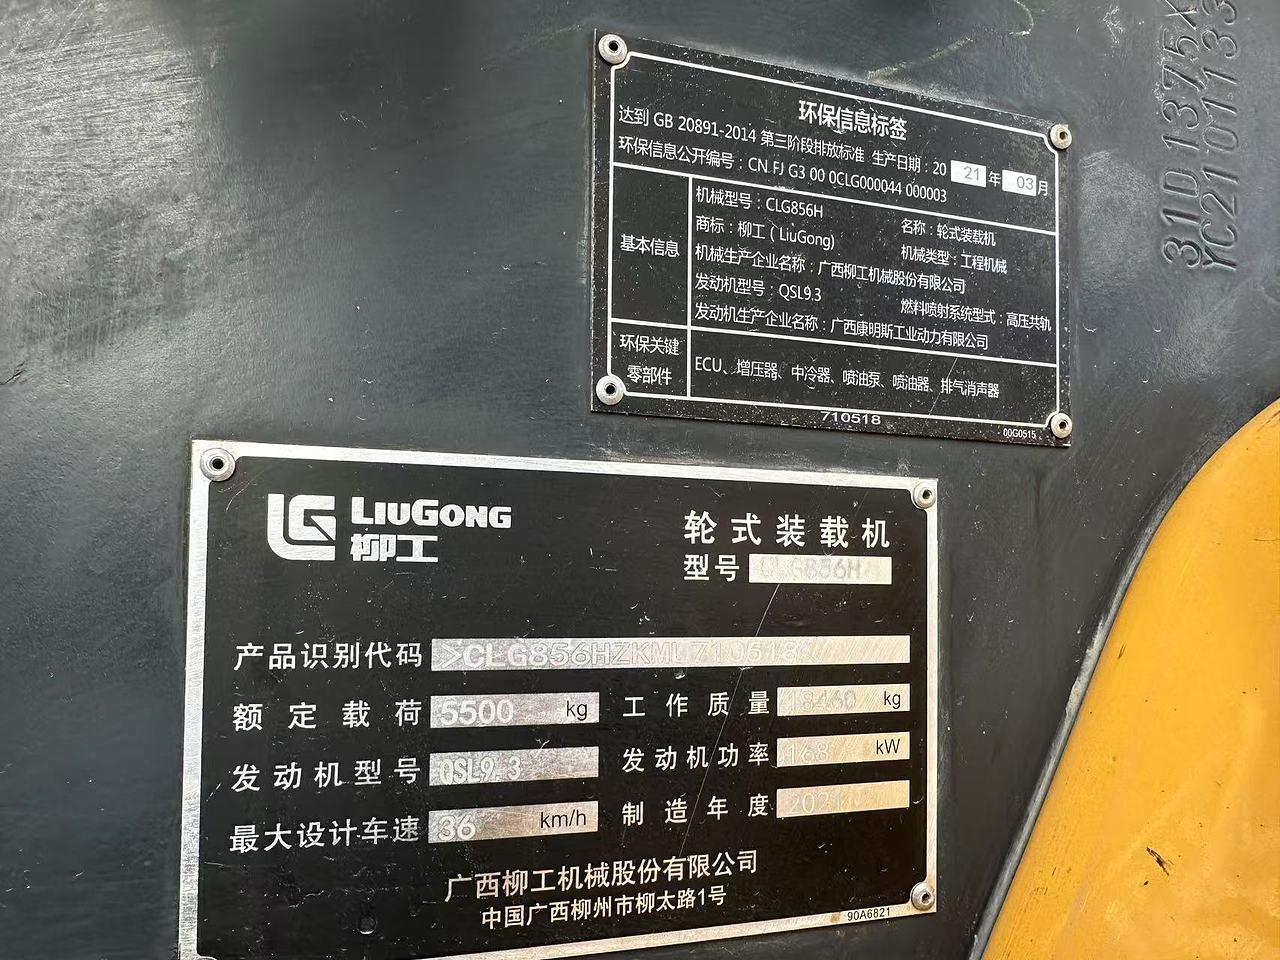 环保信息标签
达到 GB 20891-2014 第三阶段排放标准 生产日期：20 21 年 03 月
环保信息公开编号：CN FJ G3 00 0CLG000044 000003
基本信息
机械型号：CLG856H 名称：轮式装载机
商标：柳工（LiuGong) 机械类型：工程机械
机械生产企业名称：广西柳工机械股份有限公司
发动机型号：QSL9.3 燃料喷射系统型式：高压共轨
发动机生产企业名称：广西康明斯工业动力有限公司
环保关键
零部件
ECU、增压器、中冷器、喷油泵、喷油器、排气消声器
710518
00G0515
31D1375X
YC2101133
LG LIUGONG
柳工
轮式装载机
型号 CLG856H
产品识别代码 >CLG856HZKML710518<
额定载荷 5500 kg 工作质量 18460 kg
发动机型号 QSL9.3 发动机功率 168 kW
最大设计车速 36 km/h 制造年度 2021
广西柳工机械股份有限公司
中国广西柳州市柳太路1号
90A6821